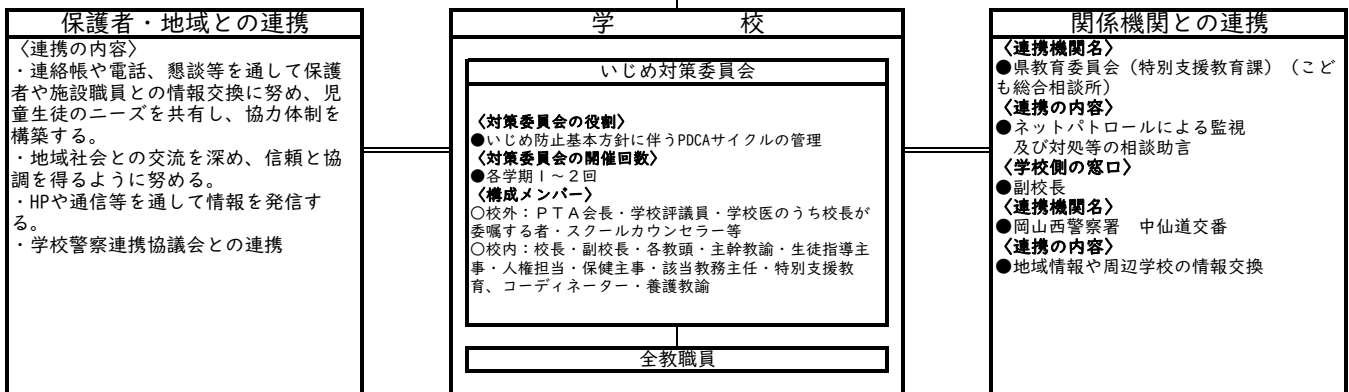 保護者・地域との連携
〈連携の内容〉
・連絡帳や電話、懇談等を通して保護
者や施設職員との情報交換に努め、児
童生徒のニーズを共有し、協力体制を
構築する。
・地域社会との交流を深め、信頼と協
調を得るように努める。
・HPや通信等を通して情報を発信す
る。
・学校警察連携協議会との連携
学　　　　校
いじめ対策委員会
〈対策委員会の役割〉
●いじめ防止基本方針に伴うPDCAサイクルの管理
〈対策委員会の開催回数〉
●各学期１～２回
〈構成メンバー〉
○校外：ＰＴＡ会長・学校評議員・学校医のうち校長が
委嘱する者・スクールカウンセラー等
○校内：校長・副校長・各教頭・主幹教諭・生徒指導主
事・人権担当・保健主事・該当教務主任・特別支援教
育、コーディネーター・養護教諭
全教職員
関係機関との連携
〈連携機関名〉
●県教育委員会（特別支援教育課）（こど
も総合相談所）
〈連携の内容〉
●ネットパトロールによる監視
及び対処等の相談助言
〈学校側の窓口〉
●副校長
〈連携機関名〉
●岡山西警察署　中仙道交番
〈連携の内容〉
●地域情報や周辺学校の情報交換